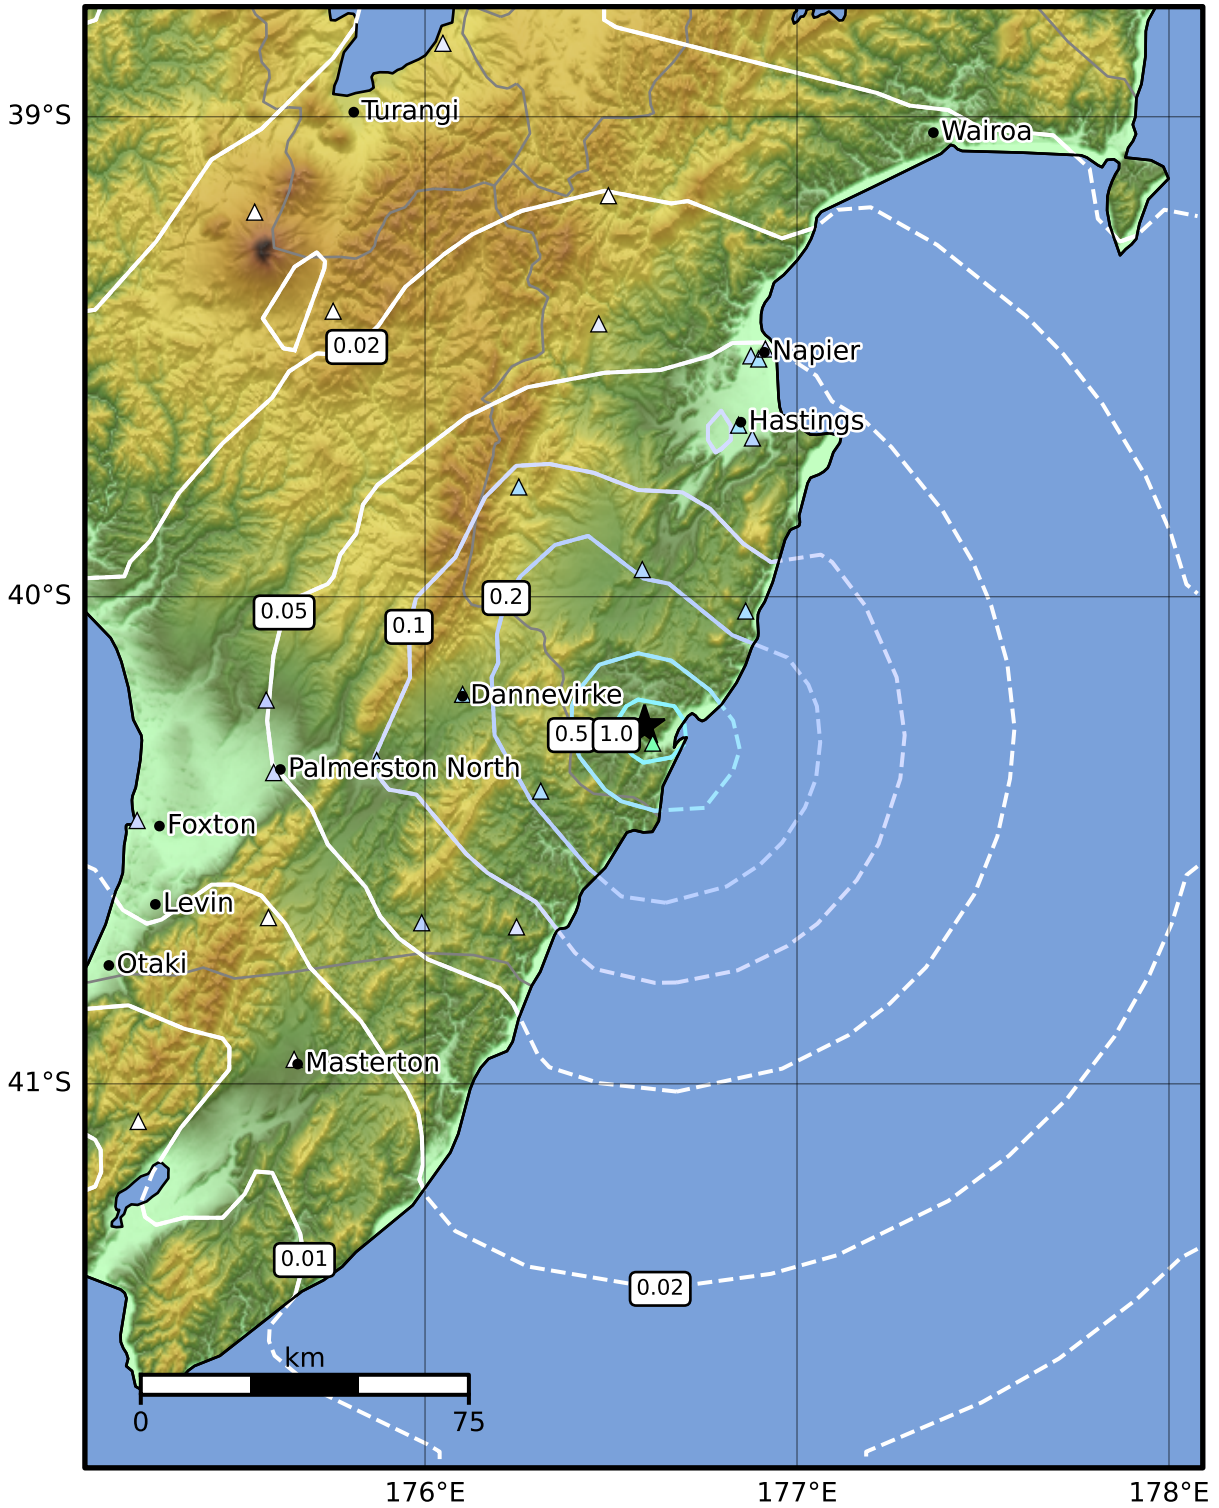 39°S
Turangi
Wairoa
0.02
Napier
Hastings
40°S
0.05
0.1
0.2
Dannevirke
0.5
1.0
Palmerston North
Foxton
Levin
Otaki
41°S
Masterton
0.01
0.02
km
0
75
176°E
177°E
178°E